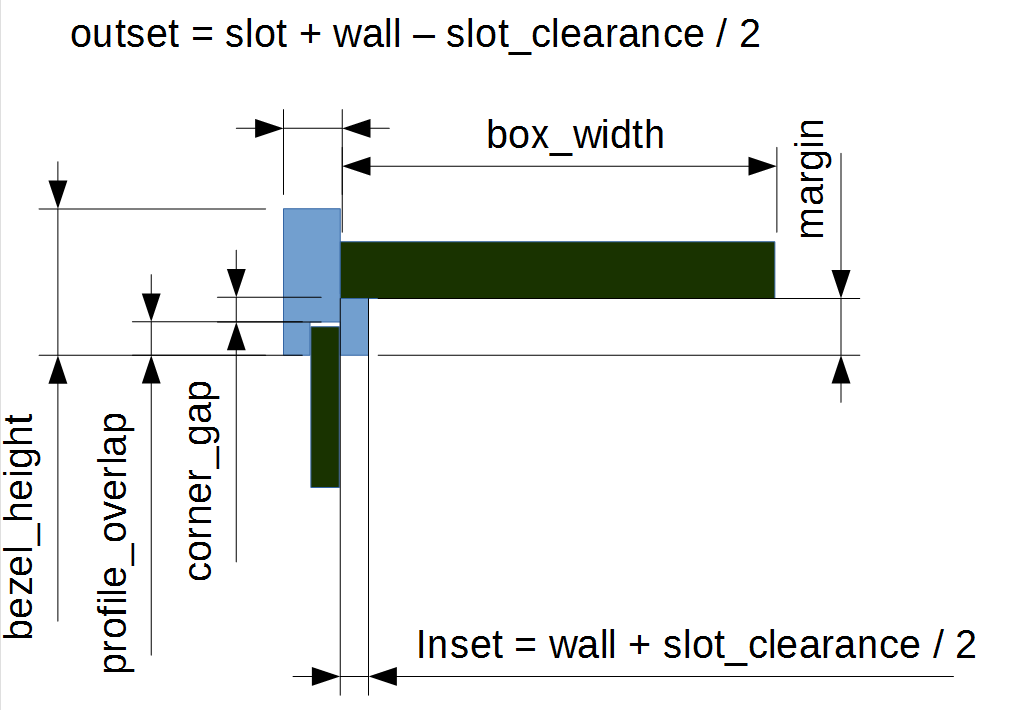 outset = slot + wall – slot_clearance / 2
box_width
margin
bezel_height
profile_overlap
corner_gap
Inset = wall + slot_clearance / 2